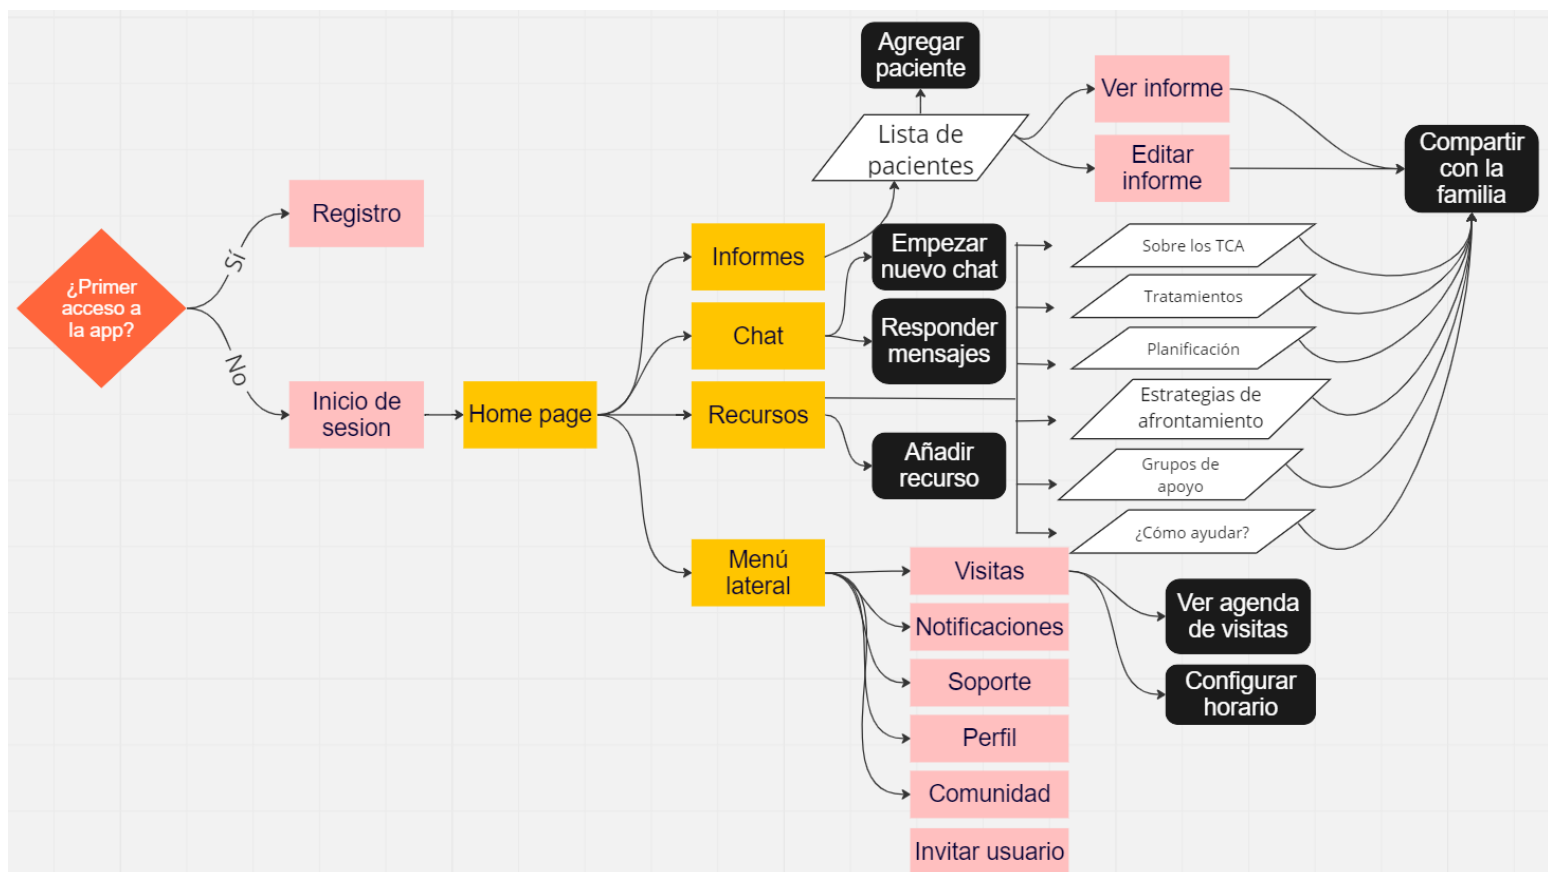 Agregar
paciente
Ver informe
Lista de
pacientes
Editar
informe
Compartir
con la
familia
Registro
Sí
¿Primer
acceso a
la app?
No
Inicio de
sesion
Home page
Informes
Chat
Recursos
Menú
lateral
Empezar
nuevo chat
Responder
mensajes
Añadir
recurso
Sobre los TCA
Tratamientos
Planificación
Estrategias de
afrontamiento
Grupos de
apoyo
¿Cómo ayudar?
Visitas
Notificaciones
Soporte
Perfil
Comunidad
Invitar usuario
Ver agenda
de visitas
Configurar
horario